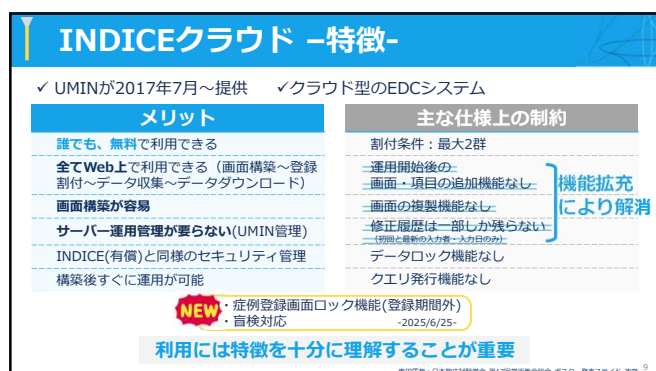 INDICEクラウド –特徴-
✓ UMINが2017年7月～提供 ✓クラウド型のEDCシステム
メリット
誰でも、無料で利用できる
全てWeb上で利用できる（画面構築～登録
割付～データ収集～データダウンロード）
画面構築が容易
サーバー運用管理が要らない(UMIN管理)
INDICE(有償)と同様のセキュリティ管理
構築後すぐに運用が可能
主な仕様上の制約
割付条件：最大2群
運用開始後の
画面・項目の追加機能なし
画面の複製機能なし
修正履歴は一部しか残らない
（初回と最新の入力者・入力日のみ）
データロック機能なし
クエリ発行機能なし
機能拡充
により解消
NEW
・症例登録画面ロック機能(登録期間外)
・盲検対応 -2025/6/25-
利用には特徴を十分に理解することが重要
9